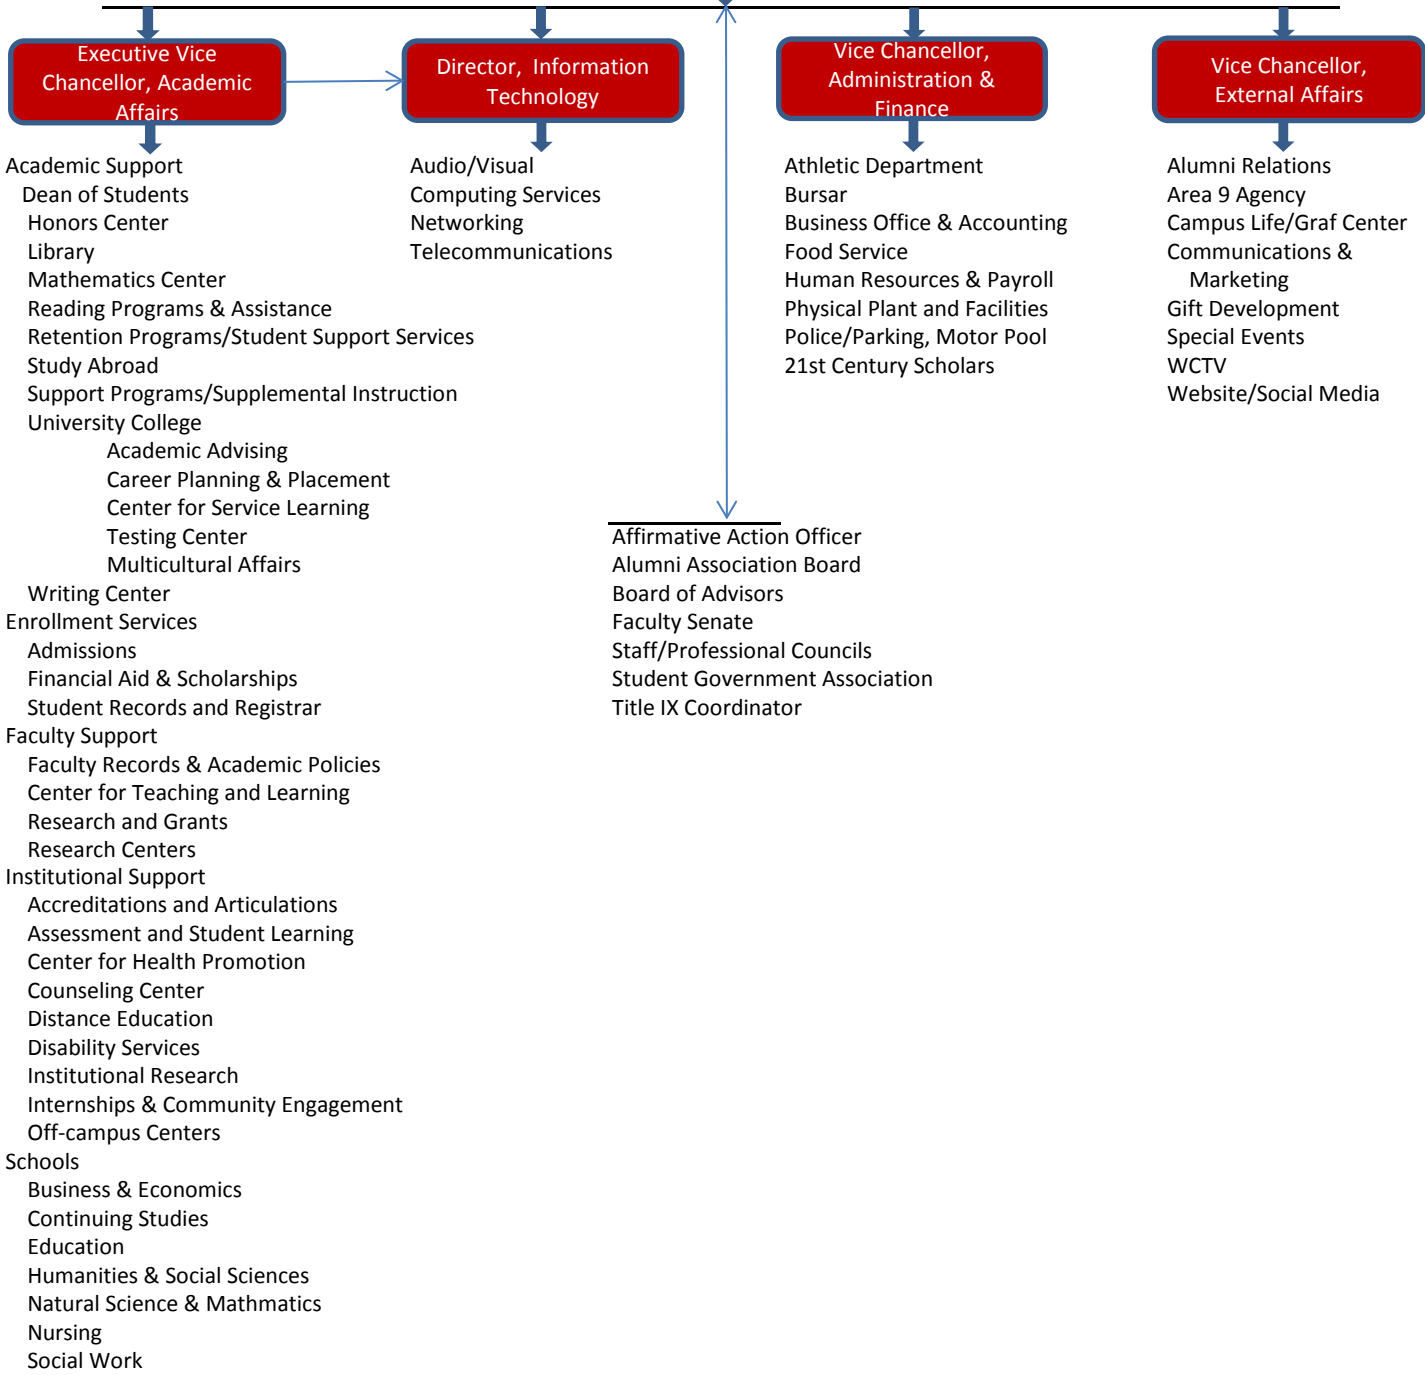 Executive Vice
Chancellor, Academic
Affairs
Director, Information
Technology
Vice Chancellor,
Administration &
Finance
Vice Chancellor,
External Affairs
Academic Support
Dean of Students
Honors Center
Library
Mathematics Center
Reading Programs & Assistance
Retention Programs/Student Support Services
Study Abroad
Support Programs/Supplemental Instruction
University College
Academic Advising
Career Planning & Placement
Center for Service Learning
Testing Center
Multicultural Affairs
Writing Center
Enrollment Services
Admissions
Financial Aid & Scholarships
Student Records and Registrar
Faculty Support
Faculty Records & Academic Policies
Center for Teaching and Learning
Research and Grants
Research Centers
Institutional Support
Accreditations and Articulations
Assessment and Student Learning
Center for Health Promotion
Counseling Center
Distance Education
Disability Services
Institutional Research
Internships & Community Engagement
Off-campus Centers
Schools
Business & Economics
Continuing Studies
Education
Humanities & Social Sciences
Natural Science & Mathmatics
Nursing
Social Work
Audio/Visual
Computing Services
Networking
Telecommunications
Athletic Department
Bursar
Business Office & Accounting
Food Service
Human Resources & Payroll
Physical Plant and Facilities
Police/Parking, Motor Pool
21st Century Scholars
Alumni Relations
Area 9 Agency
Campus Life/Graf Center
Communications &
Marketing
Gift Development
Special Events
WCTV
Website/Social Media
Affirmative Action Officer
Alumni Association Board
Board of Advisors
Faculty Senate
Staff/Professional Councils
Student Government Association
Title IX Coordinator